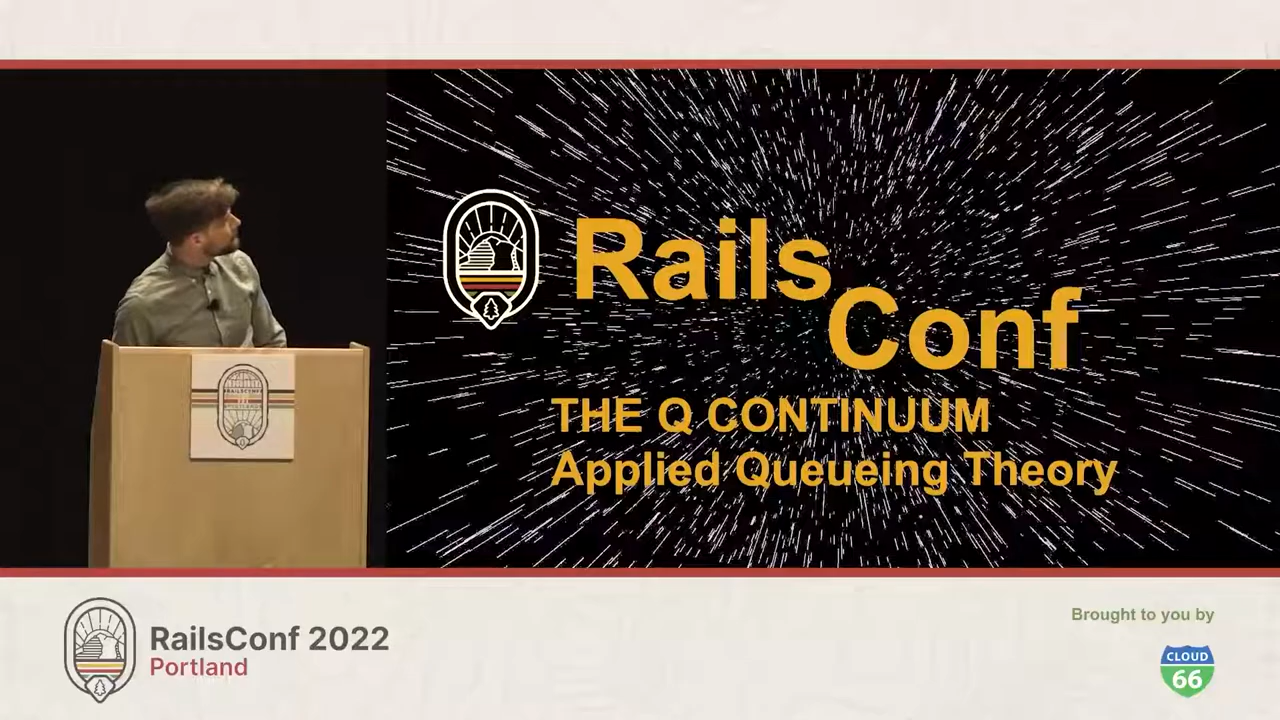 Rails
Conf
THE Q CONTINUUM
Applied Queueing Theory
RailsConf 2022
Portland
Brought to you by
CLOUD
66